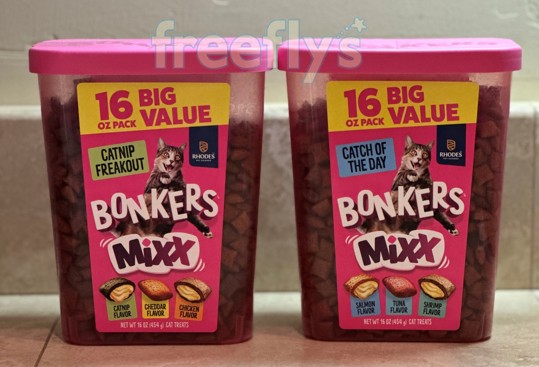 freeflys
16 BIG
OZ PACK VALUE
CATNIP
FREAKOUT
RHODES
BONKERS
MiXX
CATNIP
FLAVOR
CHEDDAR
FLAVOR
CHICKEN
FLAVOR
NET WT 16 OZ (454 g) CAT TREATS
16 BIG
OZ PACK VALUE
CATCH OF
THE DAY
RHODES
BONKERS
MiXX
SALMON
FLAVOR
TUNA
FLAVOR
SHRIMP
FLAVOR
NET WT 16 OZ (454 g) CAT TREATS